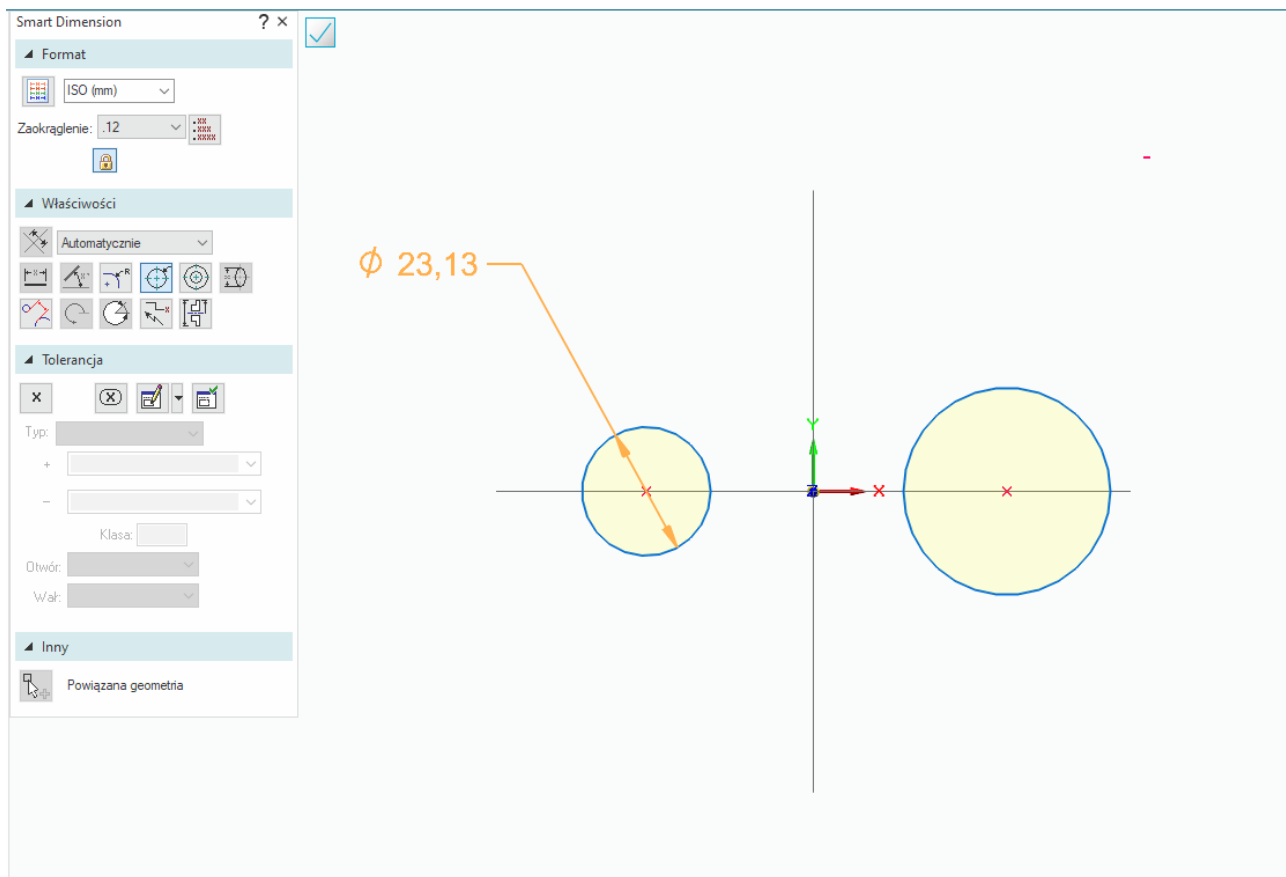 Smart Dimension ? ×
Format
ISO (mm)
Zaokrąglenie: .12
Właściwości
Automatycznie
Tolerancja
Typ:
+
−
Klasa:
Otwór:
Wał:
Inny
Powiązana geometria
ϕ 23,13
Y
Z
X